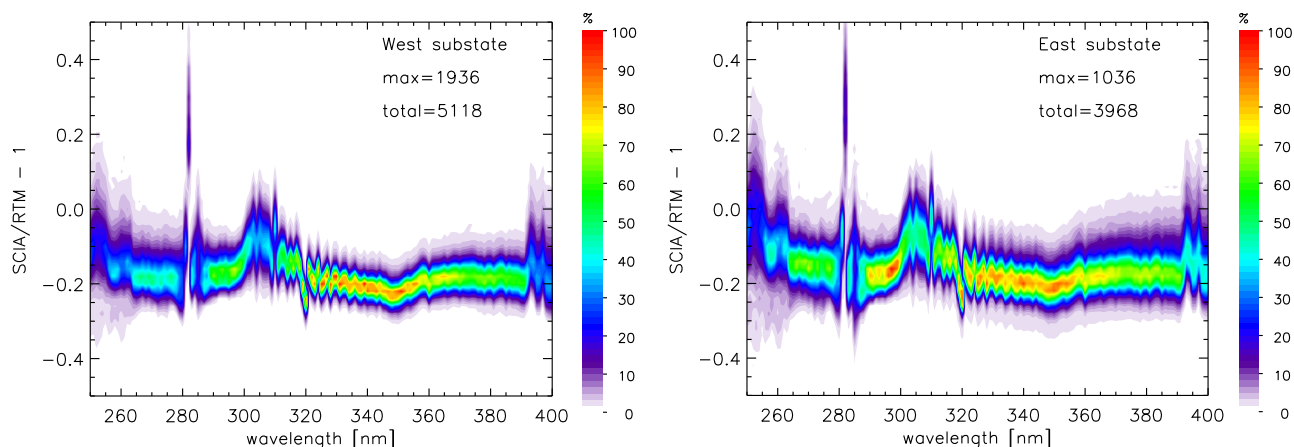 %
West substate
max=1936
total=5118
0.4
0.2
0.0
−0.2
−0.4
SCIA/RTM − 1
260 280 300 320 340 360 380 400
wavelength [nm]
100
90
80
70
60
50
40
30
20
10
0
%
East substate
max=1036
total=3968
0.4
0.2
0.0
−0.2
−0.4
SCIA/RTM − 1
260 280 300 320 340 360 380 400
wavelength [nm]
100
90
80
70
60
50
40
30
20
10
0